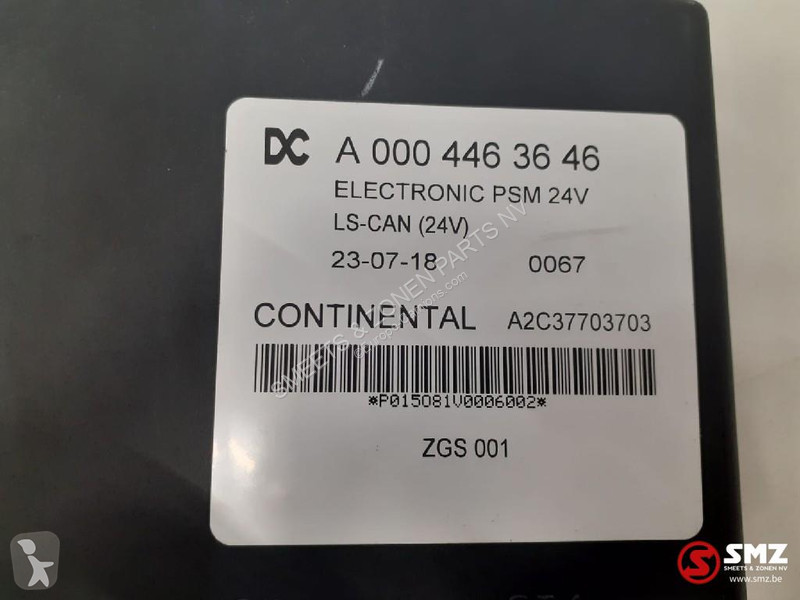 DC A 000 446 36 46
ELECTRONIC PSM 24V
LS-CAN (24V)
23-07-18 0067
CONTINENTAL A2C37703703
*P015081V0006002*
ZGS 001
SMEETS & ZONEN PARTS NV
SMZ
SMEETS & ZONEN NV
www.smz.be